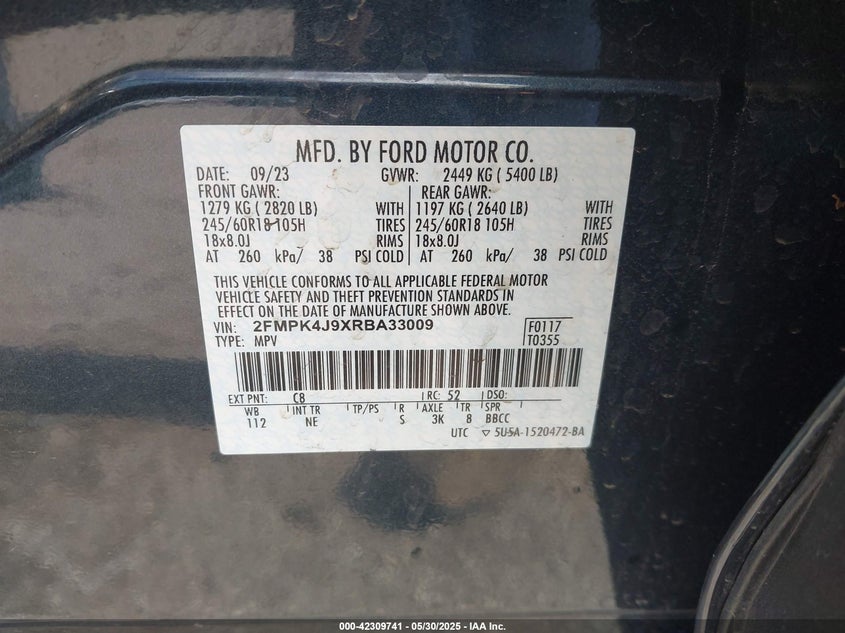 MFD. BY FORD MOTOR CO.
DATE: 09/23 GVWR: 2449 KG ( 5400 LB)
FRONT GAWR: REAR GAWR:
1279 KG ( 2820 LB) WITH 1197 KG ( 2640 LB) WITH
245/60R18 105H TIRES 245/60R18 105H TIRES
18x8.0J RIMS 18x8.0J RIMS
AT 260 kPa/ 38 PSI COLD AT 260 kPa/ 38 PSI COLD
THIS VEHICLE CONFORMS TO ALL APPLICABLE FEDERAL MOTOR
VEHICLE SAFETY AND THEFT PREVENTION STANDARDS IN
EFFECT ON THE DATE OF MANUFACTURE SHOWN ABOVE.
VIN: 2FMPK4J9XRBA33009 F0117
TYPE: MPV T0355
EXT PNT: C8 RC: 52 DSO:
WB INT TR TP/PS R AXLE TR SPR
112 NE S 3K 8 BBCC
UTC ▽ 5U5A-1520472-BA
000-42309741 / 05/30/2025 - IAA Inc.